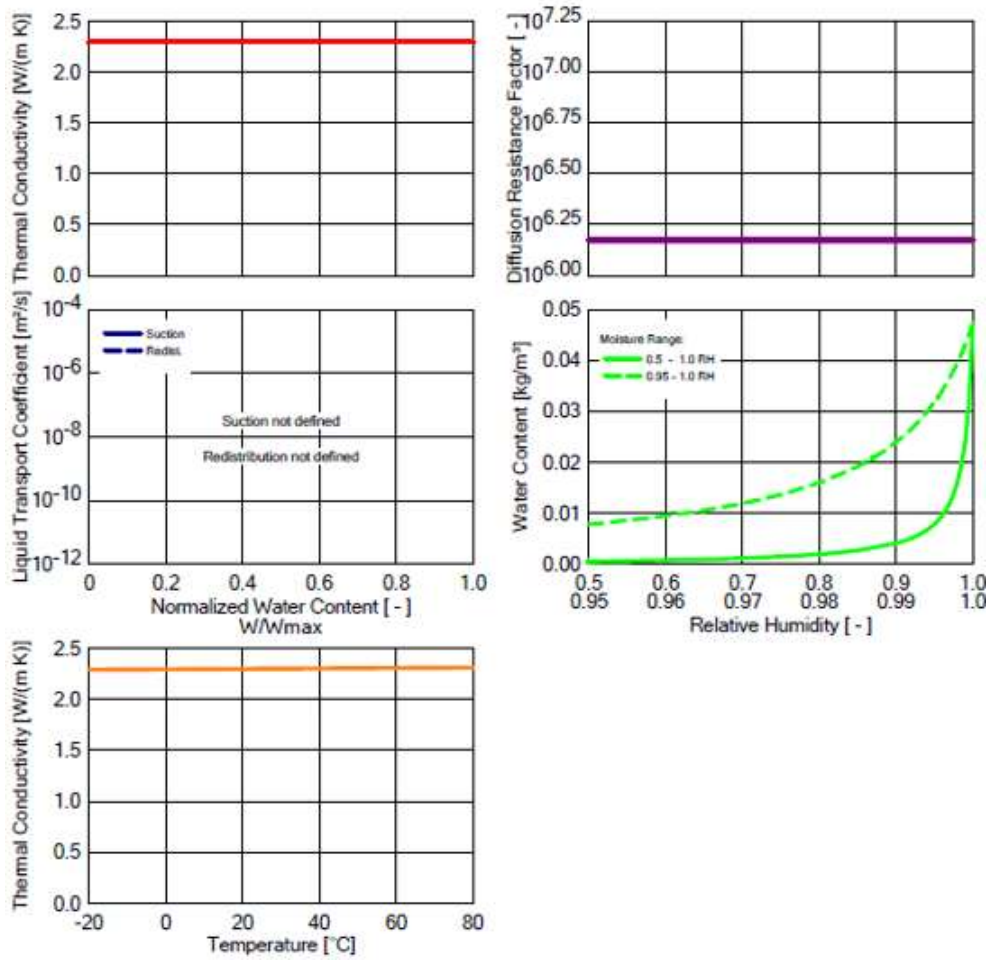 Thermal Conductivity [W/(m K)]
2.5
2.0
1.5
1.0
0.5
0.0
Diffusion Resistance Factor [ - ]
10^7.25
10^7.00
10^6.75
10^6.50
10^6.25
10^6.00
Liquid Transport Coefficient [m²/s]
10^-4
10^-6
10^-8
10^-10
10^-12
Suction
Redist.
Suction not defined
Redistribution not defined
0 0.2 0.4 0.6 0.8 1.0
Normalized Water Content [ - ]
W/Wmax
Water Content [kg/m³]
0.05
0.04
0.03
0.02
0.01
0.00
Moisture Range:
0.5 - 1.0 RH
0.95 - 1.0 RH
0.5 0.6 0.7 0.8 0.9 1.0
0.95 0.96 0.97 0.98 0.99 1.0
Relative Humidity [ - ]
Thermal Conductivity [W/(m K)]
2.5
2.0
1.5
1.0
0.5
0.0
-20 0 20 40 60 80
Temperature [°C]